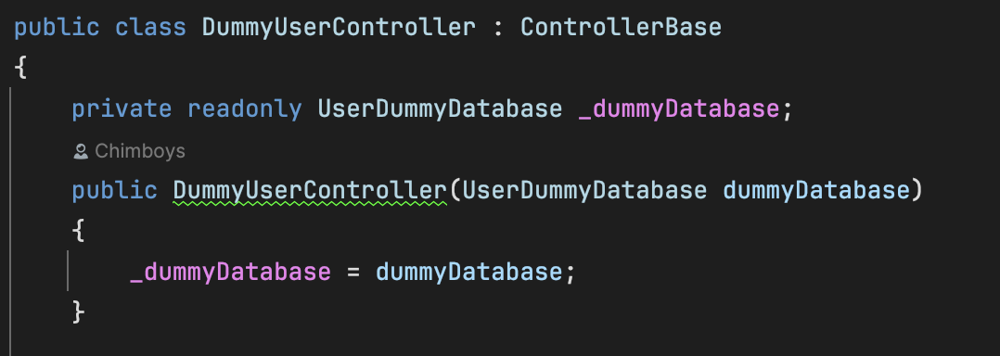 public class DummyUserController : ControllerBase
{
private readonly UserDummyDatabase _dummyDatabase;
Chimboys
public DummyUserController(UserDummyDatabase dummyDatabase)
{
_dummyDatabase = dummyDatabase;
}